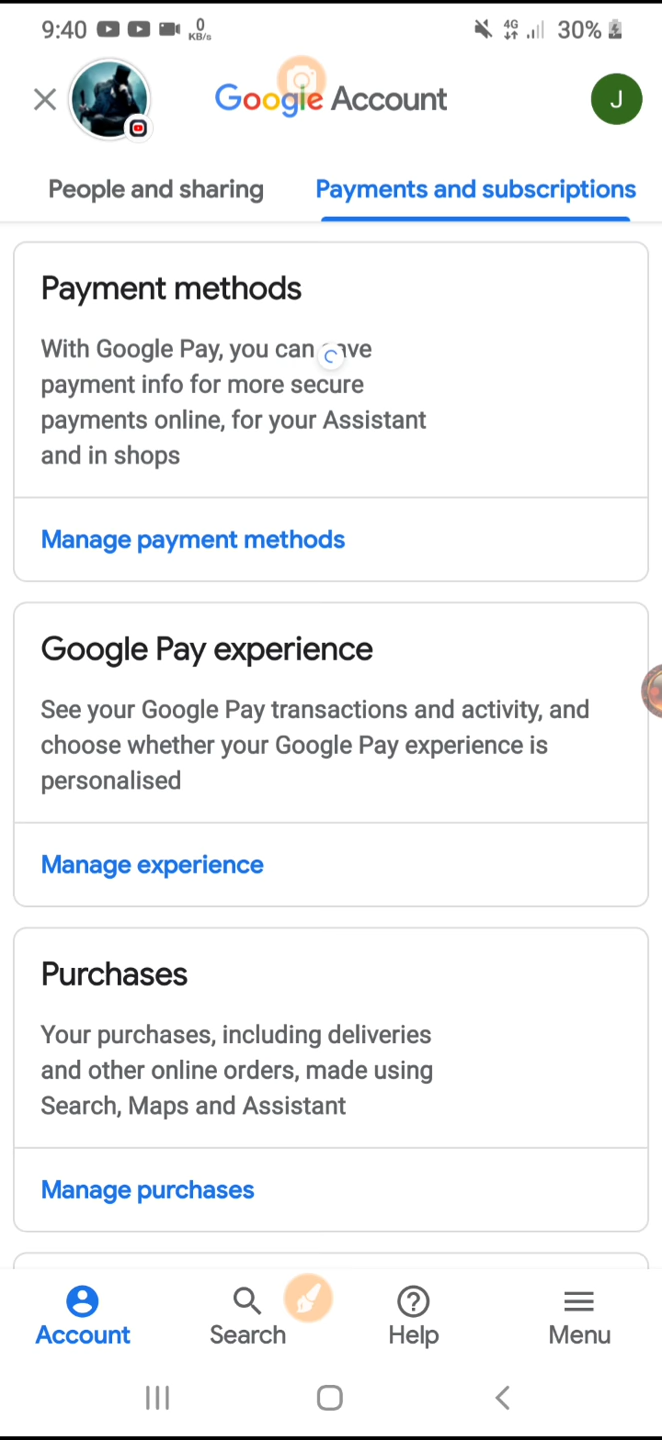 9:40 0 KB/s 4G 30%
Google Account J
People and sharing Payments and subscriptions
Payment methods
With Google Pay, you can save
payment info for more secure
payments online, for your Assistant
and in shops
Manage payment methods
Google Pay experience
See your Google Pay transactions and activity, and
choose whether your Google Pay experience is
personalised
Manage experience
Purchases
Your purchases, including deliveries
and other online orders, made using
Search, Maps and Assistant
Manage purchases
Account Search Help Menu